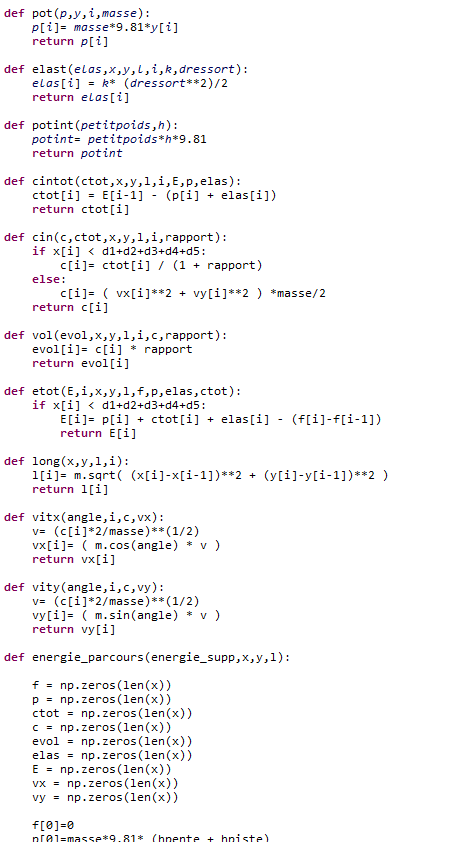 def pot(p,y,i,masse):
    p[i]= masse*9.81*y[i]
    return p[i]

def elast(elas,x,y,l,i,k,dressort):
    elas[i] = k* (dressort**2)/2
    return elas[i]

def potint(petitpoids,h):
    potint= petitpoids*h*9.81
    return potint

def cintot(ctot,x,y,l,i,E,p,elas):
    ctot[i] = E[i-1] - (p[i] + elas[i])
    return ctot[i]

def cin(c,ctot,x,y,l,i,rapport):
    if x[i] < d1+d2+d3+d4+d5:
        c[i]= ctot[i] / (1 + rapport)
    else:
        c[i]= ( vx[i]**2 + vy[i]**2 ) *masse/2
    return c[i]

def vol(evol,x,y,l,i,c,rapport):
    evol[i]= c[i] * rapport
    return evol[i]

def etot(E,i,x,y,l,f,p,elas,ctot):
    if x[i] < d1+d2+d3+d4+d5:
        E[i]= p[i] + ctot[i] + elas[i] - (f[i]-f[i-1])
        return E[i]

def long(x,y,l,i):
    l[i]= m.sqrt( (x[i]-x[i-1])**2 + (y[i]-y[i-1])**2 )
    return l[i]

def vitx(angle,i,c,vx):
    v= (c[i]*2/masse)**(1/2)
    vx[i]= ( m.cos(angle) * v )
    return vx[i]

def vity(angle,i,c,vy):
    v= (c[i]*2/masse)**(1/2)
    vy[i]= ( m.sin(angle) * v )
    return vy[i]

def energie_parcours(energie_supp,x,y,l):

    f = np.zeros(len(x))
    p = np.zeros(len(x))
    ctot = np.zeros(len(x))
    c = np.zeros(len(x))
    evol = np.zeros(len(x))
    elas = np.zeros(len(x))
    E = np.zeros(len(x))
    vx = np.zeros(len(x))
    vy = np.zeros(len(x))

    f[0]=0
    p[0]=masse*9.81* (hpente + hpiste)